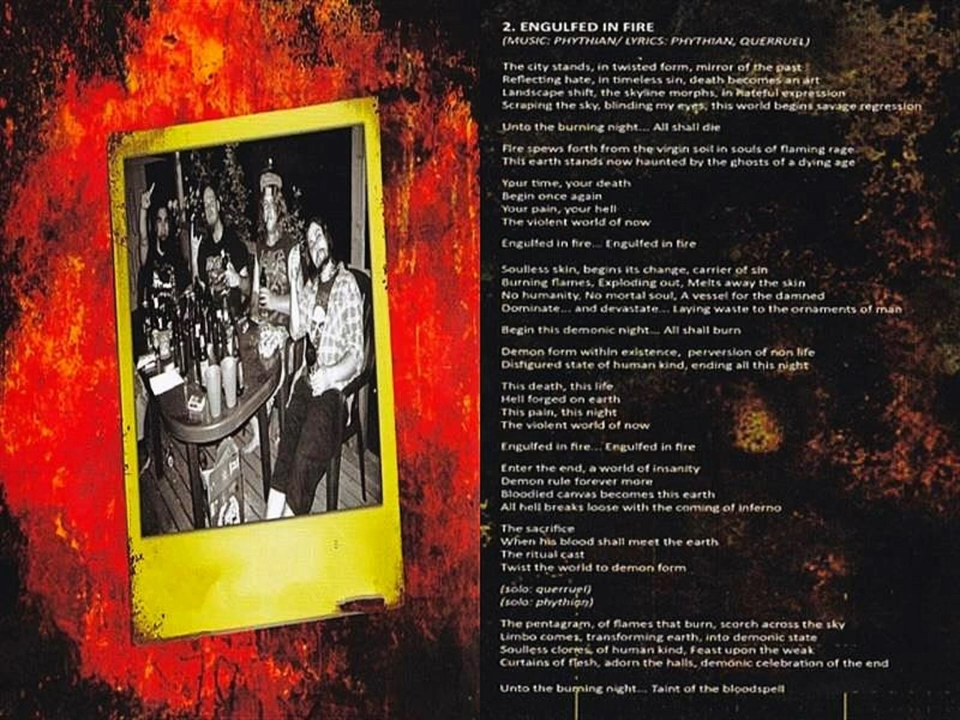 2. ENGULFED IN FIRE
(MUSIC: PHYTHIAN/ LYRICS: PHYTHIAN, QUERRUEL)
The city stands, in twisted form, mirror of the past
Reflecting hate, in timeless sin, death becomes an art
Landscape shift, the skyline morphs, in hateful expression
Scraping the sky, blinding my eyes, this world begins savage regression
Unto the burning night... All shall die
Fire spews forth from the virgin soil in souls of flaming rage
This earth stands now haunted by the ghosts of a dying age
Your time, your death
Begin once again
Your pain, your hell
The violent world of now
Engulfed in fire... Engulfed in fire
Soulless skin, begins its change, carrier of sin
Burning flames, Exploding out, Melts away the skin
No humanity, No mortal soul, A vessel for the damned
Dominate... and devastate... Laying waste to the ornaments of man
Begin this demonic night... All shall burn
Demon form within existence, perversion of non life
Disfigured state of human kind, ending all this night
This death, this life
Hell forged on earth
This pain, this night
The violent world of now
Engulfed in fire... Engulfed in fire
Enter the end, a world of insanity
Demon rule forever more
Bloodied canvas becomes this earth
All hell breaks loose with the coming of inferno
The sacrifice
When his blood shall meet the earth
The ritual cast
Twist the world to demon form
(solo: querruel)
(solo: phythian)
The pentagram, of flames that burn, scorch across the sky
Limbo comes, transforming earth, into demonic state
Soulless clones, of human kind, Feast upon the weak
Curtains of flesh, adorn the halls, demonic celebration of the end
Unto the burning night... Taint of the bloodspell